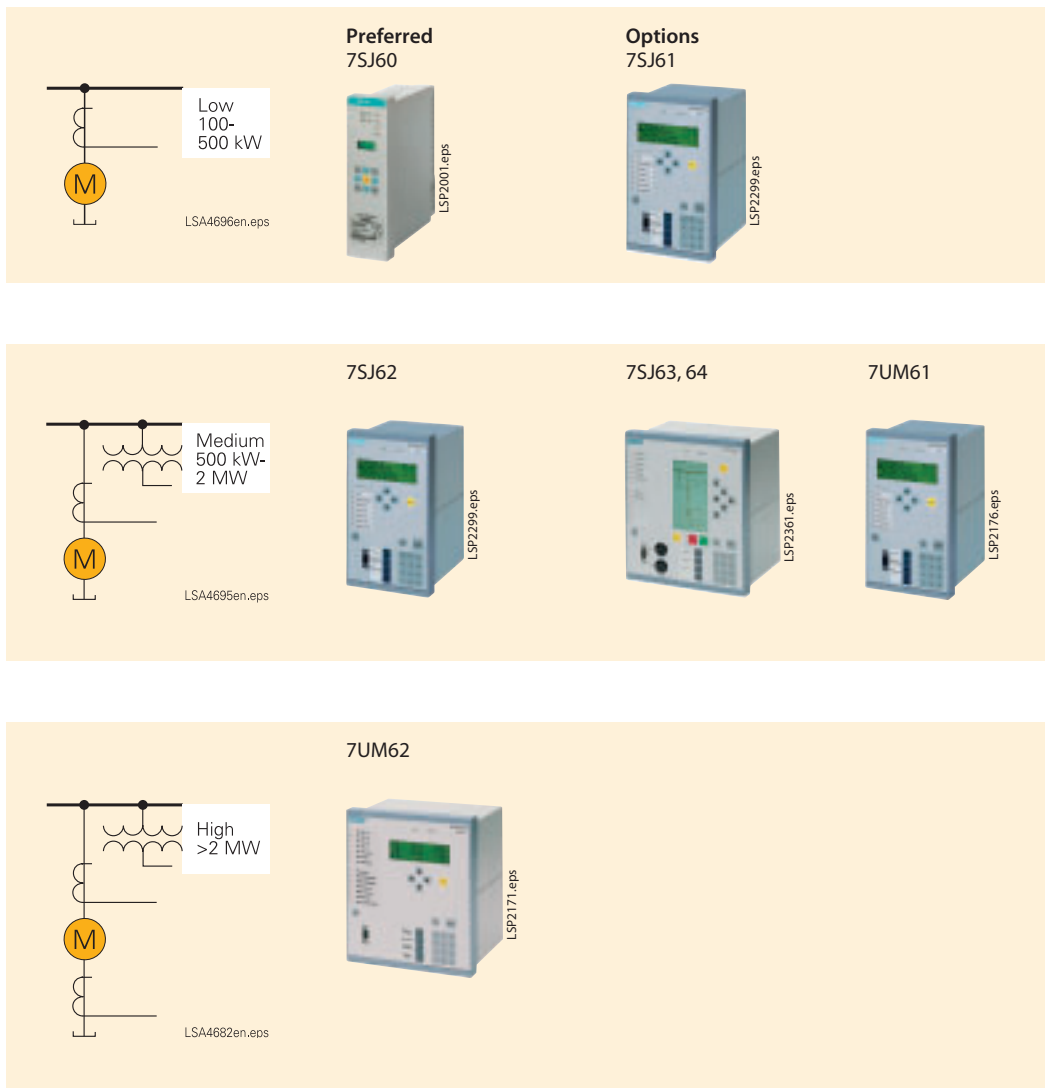 Preferred
7SJ60
Options
7SJ61
Low
100-
500 kW
M
LSA4696en.eps
LSP2001.eps
LSP2299.eps
7SJ62
7SJ63, 64
7UM61
Medium
500 kW-
2 MW
M
LSA4695en.eps
LSP2299.eps
LSP2361.eps
LSP2176.eps
7UM62
High
>2 MW
M
LSA4682en.eps
LSP2171.eps